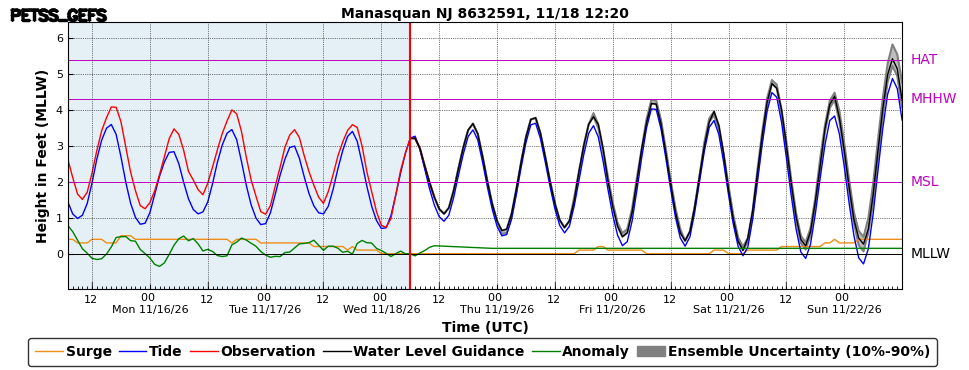 PETSS_GEFS
Manasquan NJ 8632591, 11/18 12:20
Height in Feet (MLLW)
6
5
4
3
2
1
0
HAT
MHHW
MSL
MLLW
12 00 12 00 12 00 12 00 12 00 12 00 12 00
Mon 11/16/26 Tue 11/17/26 Wed 11/18/26 Thu 11/19/26 Fri 11/20/26 Sat 11/21/26 Sun 11/22/26
Time (UTC)
Surge Tide Observation Water Level Guidance Anomaly Ensemble Uncertainty (10%-90%)